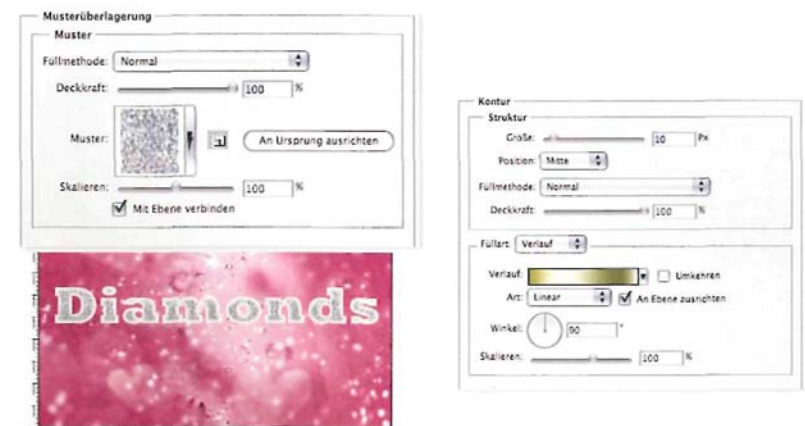 Musterüberlagerung
Muster
Füllmethode: Normal
Deckkraft: 100 %
Muster: An Ursprung ausrichten
Skalieren: 100 %
Mit Ebene verbinden
Diamonds
Kontur
Struktur
Größe: 10 Px
Position: Mitte
Füllmethode: Normal
Deckkraft: 100 %
Füllart: Verlauf
Verlauf: Umkehren
Art: Linear An Ebene ausrichten
Winkel: 90 °
Skalieren: 100 %